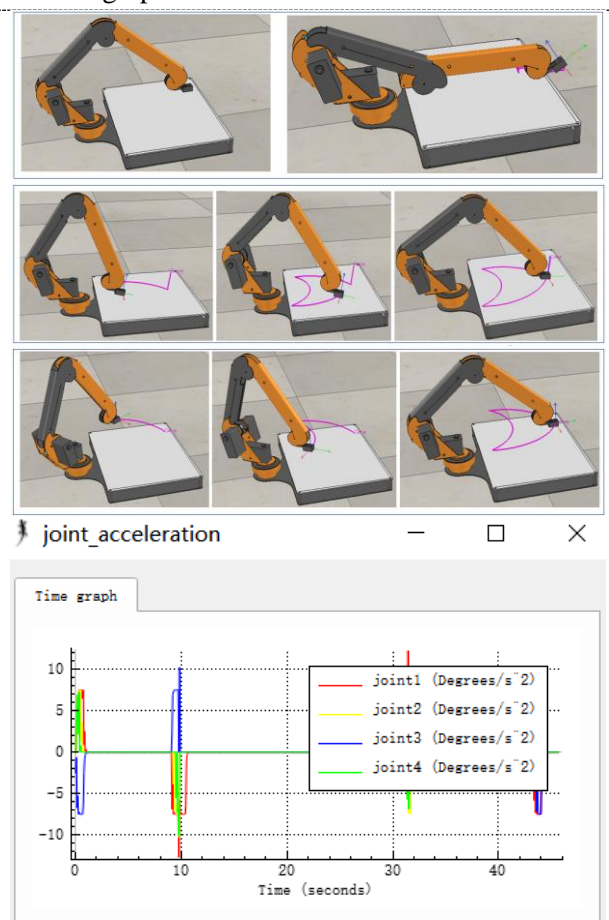 joint_acceleration
Time graph
10
5
0
-5
-10
joint1 (Degrees/s^2)
joint2 (Degrees/s^2)
joint3 (Degrees/s^2)
joint4 (Degrees/s^2)
0 10 20 30 40
Time (seconds)